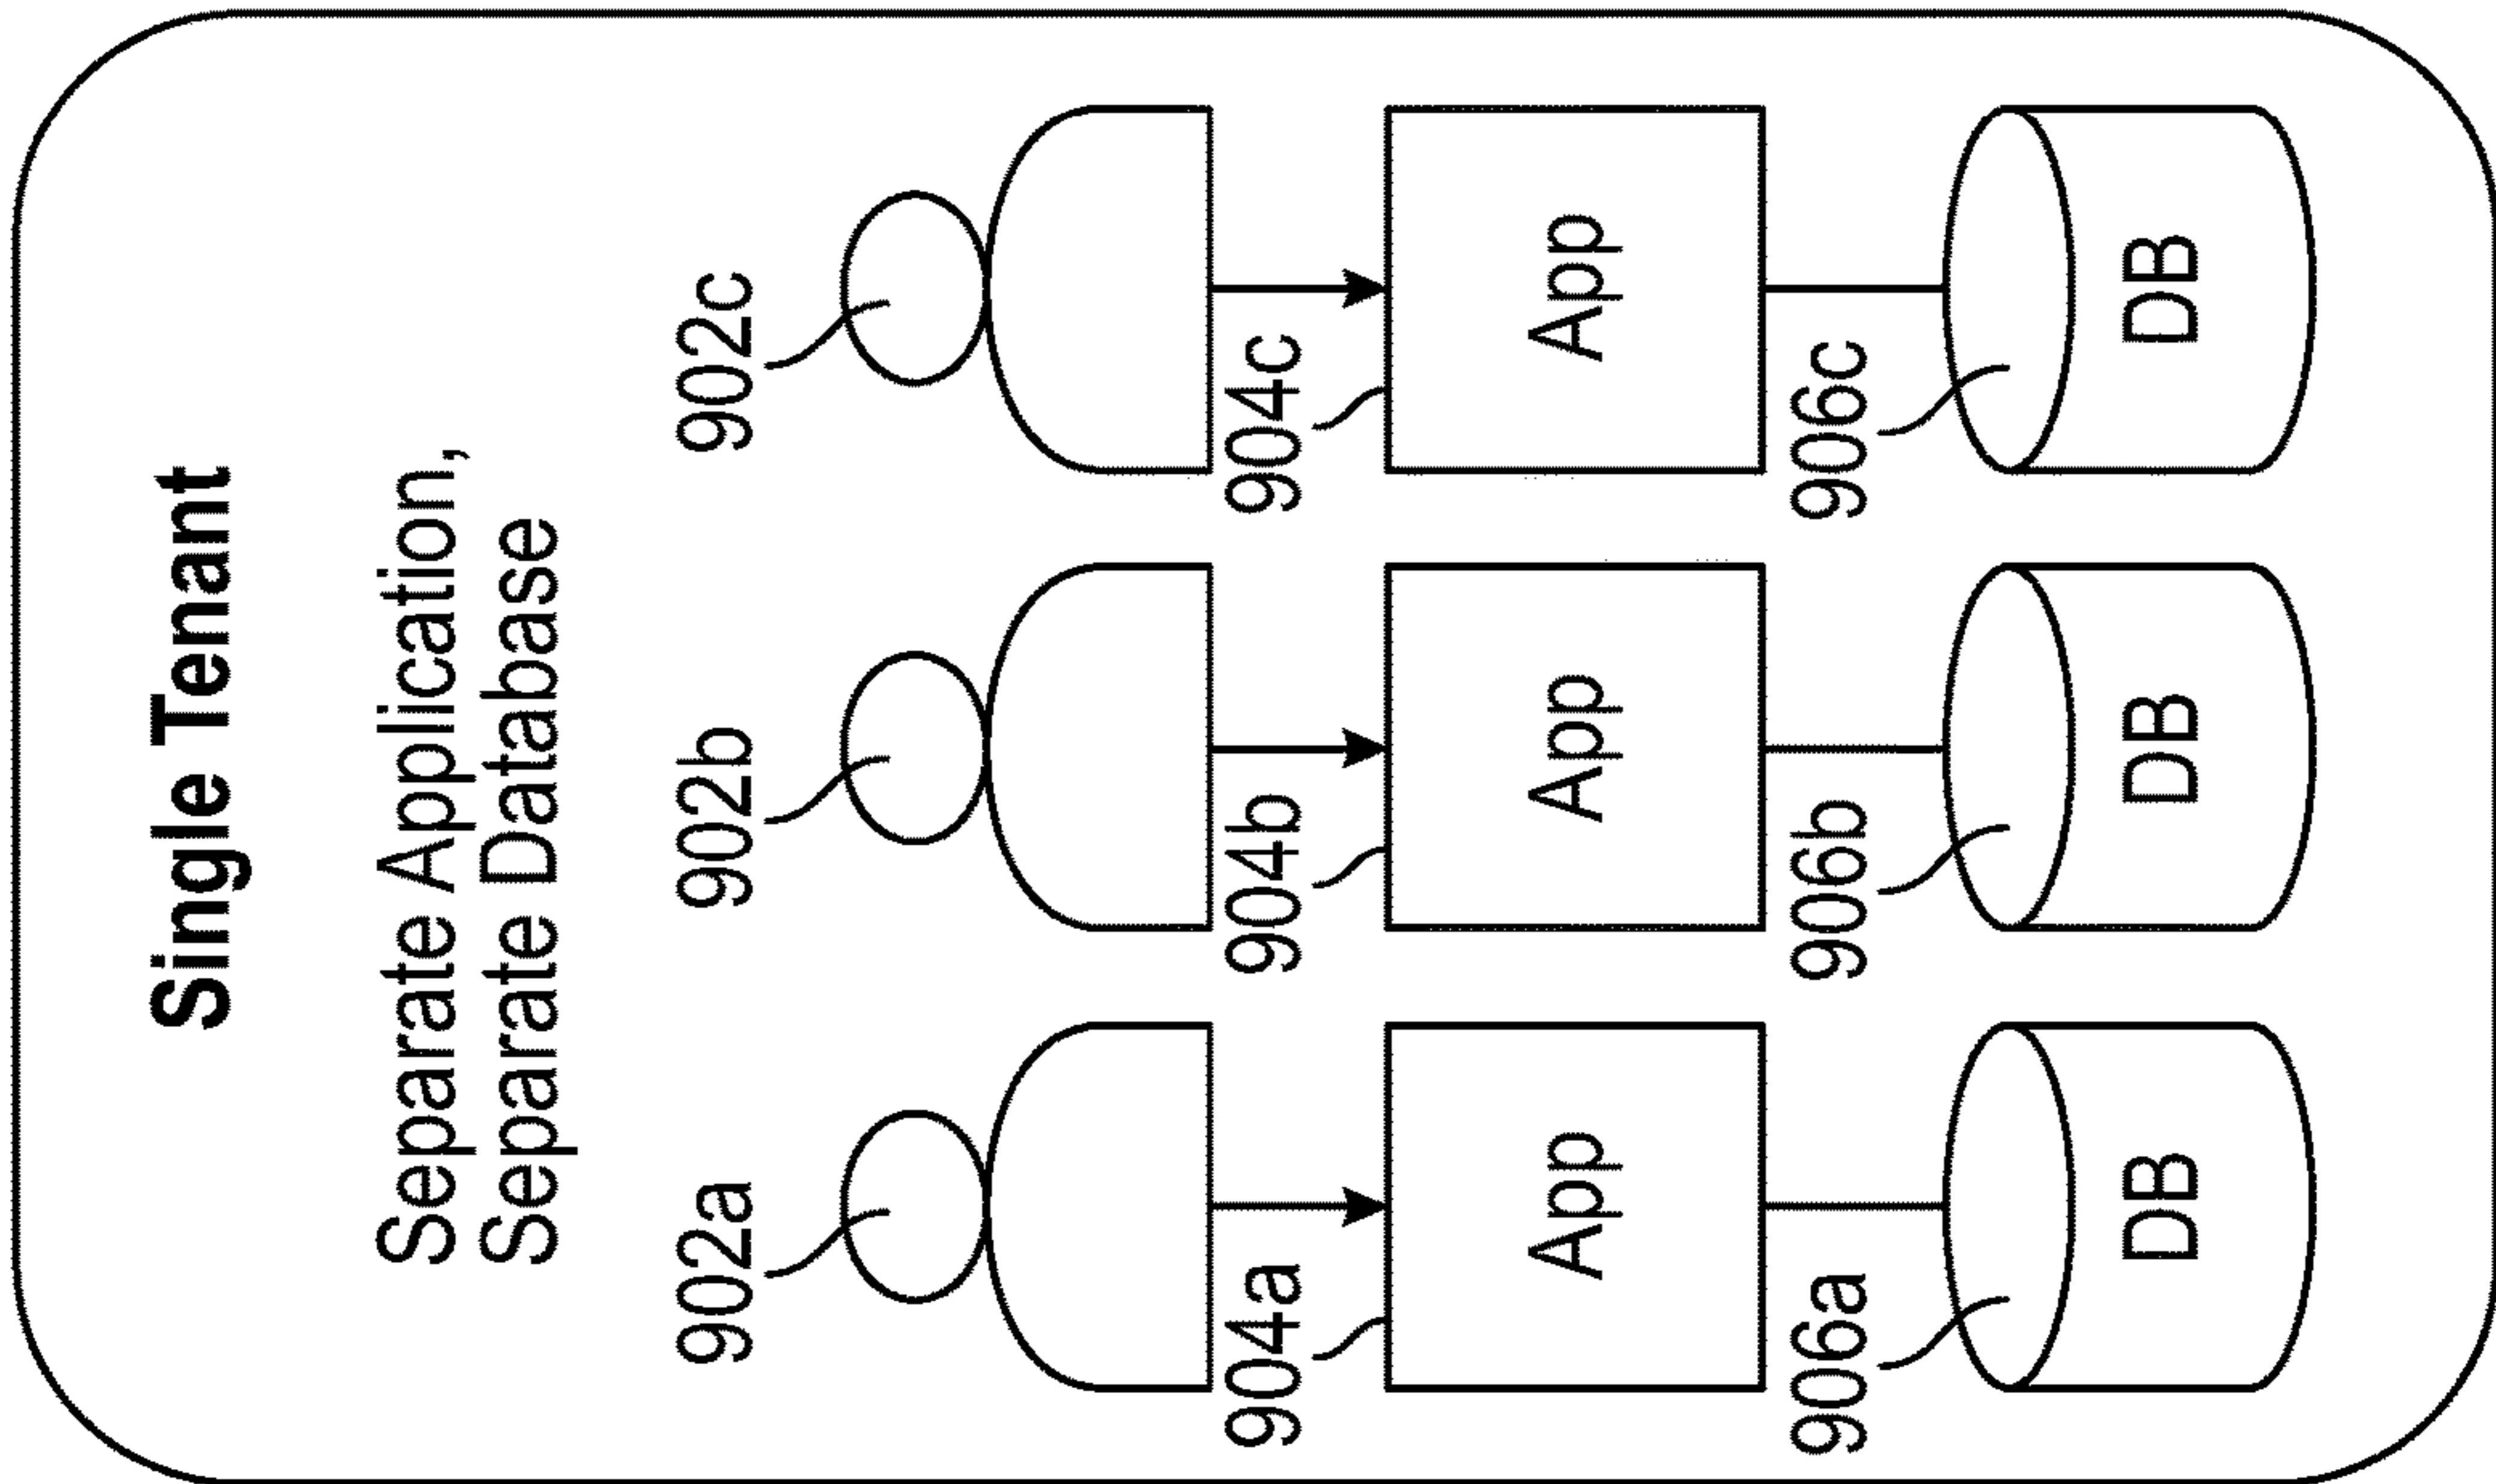 Single Tenant
Separate Application,
Separate Database
902a
902b
902c
904a
904b
904c
App
App
App
906a
906b
906c
DB
DB
DB